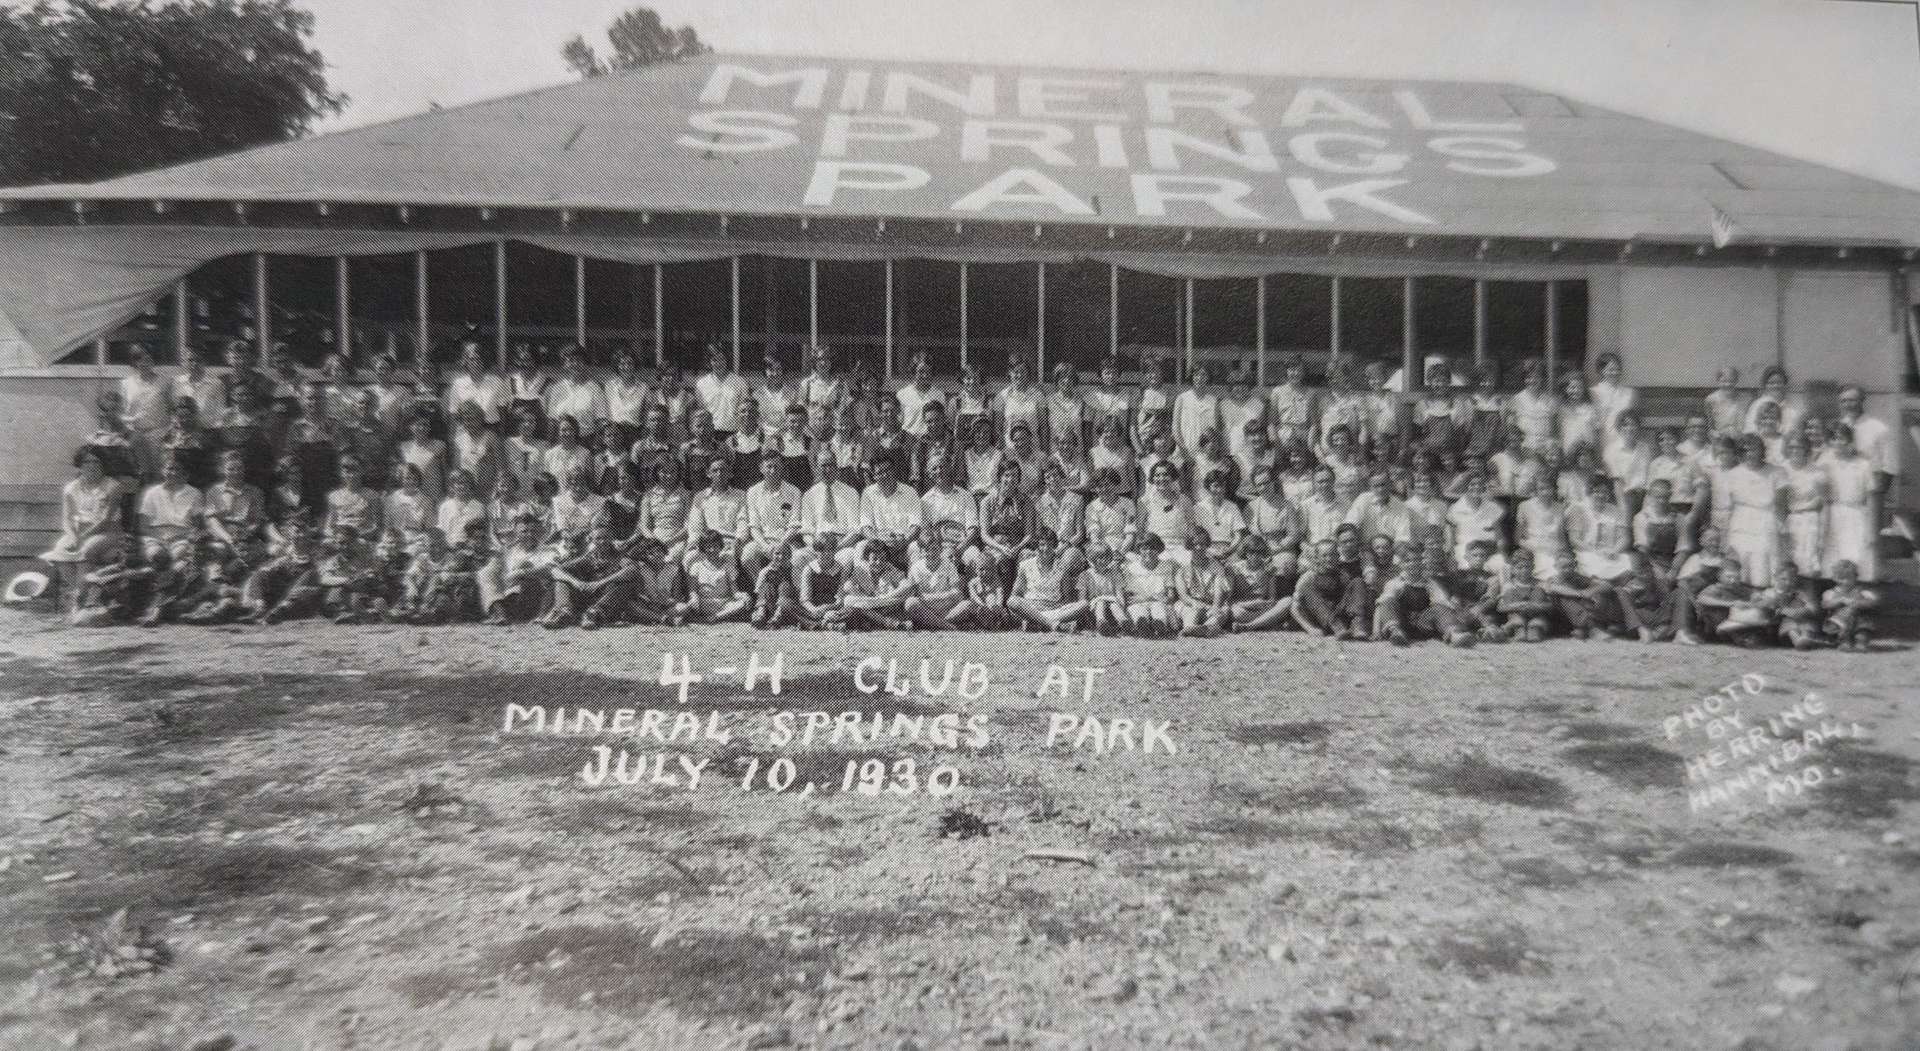 MINERAL
SPRINGS
PARK
4-H CLUB AT
MINERAL SPRINGS PARK
JULY 10, 1930
PHOTO
BY
HERRING
HANNIBAL,
MO.